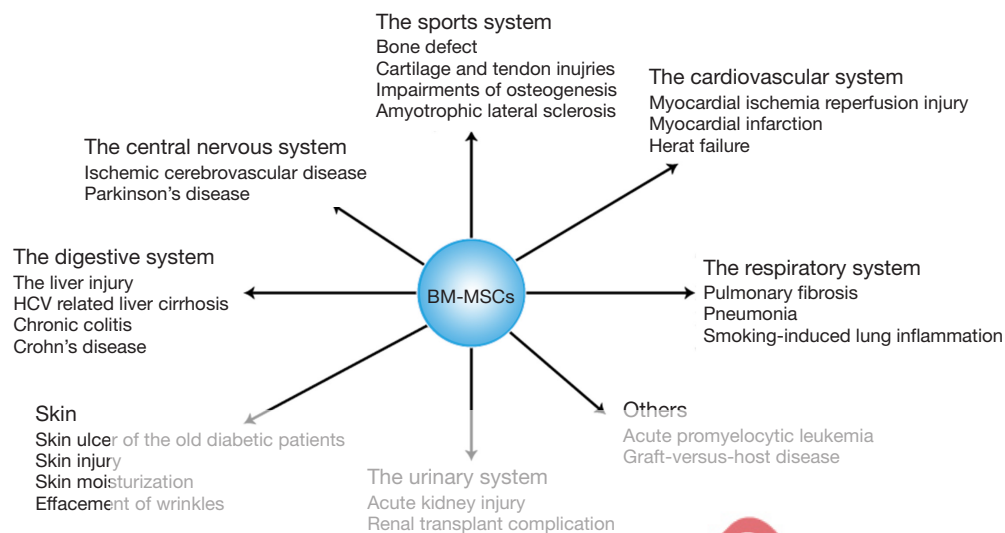 The sports system
Bone defect
Cartilage and tendon inujries
Impairments of osteogenesis
Amyotrophic lateral sclerosis
The cardiovascular system
Myocardial ischemia reperfusion injury
Myocardial infarction
Herat failure
The central nervous system
Ischemic cerebrovascular disease
Parkinson's disease
The digestive system
The liver injury
HCV related liver cirrhosis
Chronic colitis
Crohn's disease
BM-MSCs
The respiratory system
Pulmonary fibrosis
Pneumonia
Smoking-induced lung inflammation
Skin
Skin ulcer of the old diabetic patients
Skin injury
Skin moisturization
Effacement of wrinkles
The urinary system
Acute kidney injury
Renal transplant complication
Others
Acute promyelocytic leukemia
Graft-versus-host disease